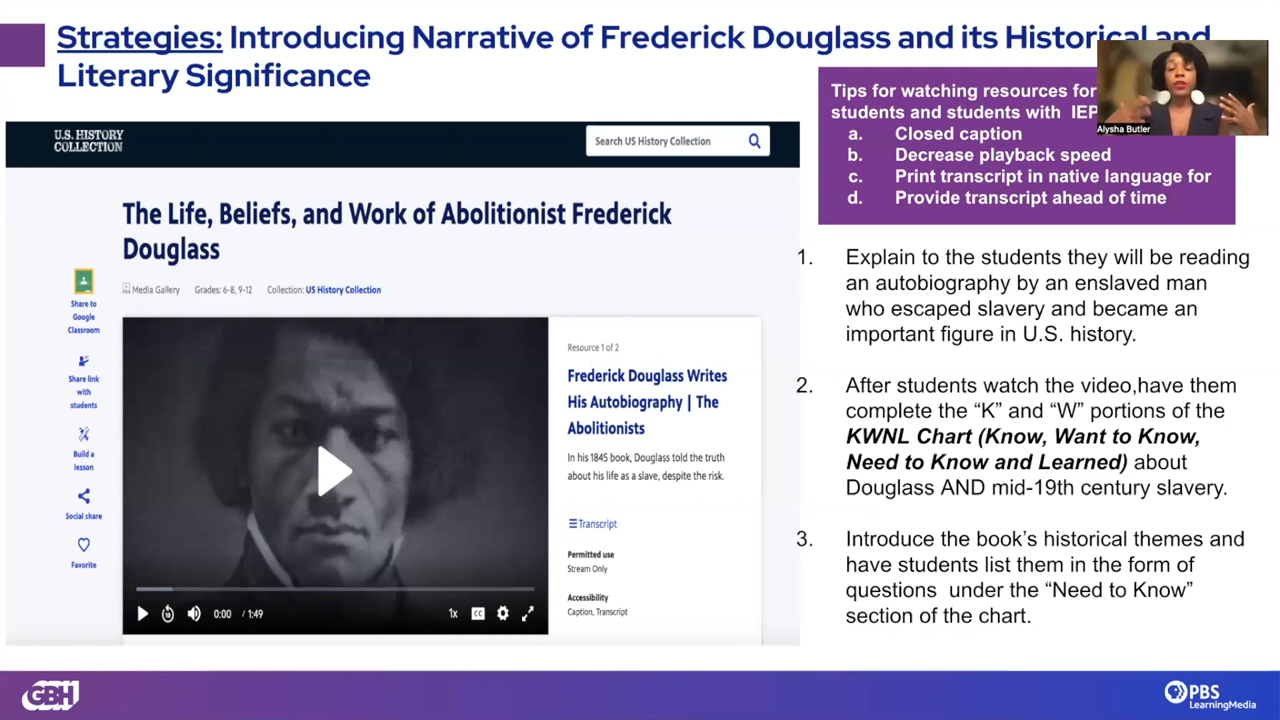 Strategies: Introducing Narrative of Frederick Douglass and its Historical and
Literary Significance
U.S. HISTORY
COLLECTION
Search US History Collection
The Life, Beliefs, and Work of Abolitionist Frederick
Douglass
Media Gallery Grades: 6-8, 9-12 Collection: US History Collection
Share to
Google
Classroom
Share link
with
students
Build a
lesson
Social share
Favorite
10
0:00 / 1:49
1x CC
Resource 1 of 2
Frederick Douglass Writes
His Autobiography | The
Abolitionists
In his 1845 book, Douglass told the truth
about his life as a slave, despite the risk.
Transcript
Permitted use
Stream Only
Accessibility
Caption, Transcript
Tips for watching resources for
students and students with IEP
a. Closed caption
b. Decrease playback speed
c. Print transcript in native language for
d. Provide transcript ahead of time
Alysha Butler
1. Explain to the students they will be reading
an autobiography by an enslaved man
who escaped slavery and became an
important figure in U.S. history.
2. After students watch the video,have them
complete the “K” and “W” portions of the
KWNL Chart (Know, Want to Know,
Need to Know and Learned) about
Douglass AND mid-19th century slavery.
3. Introduce the book’s historical themes and
have students list them in the form of
questions under the “Need to Know”
section of the chart.
GBH
PBS
LearningMedia